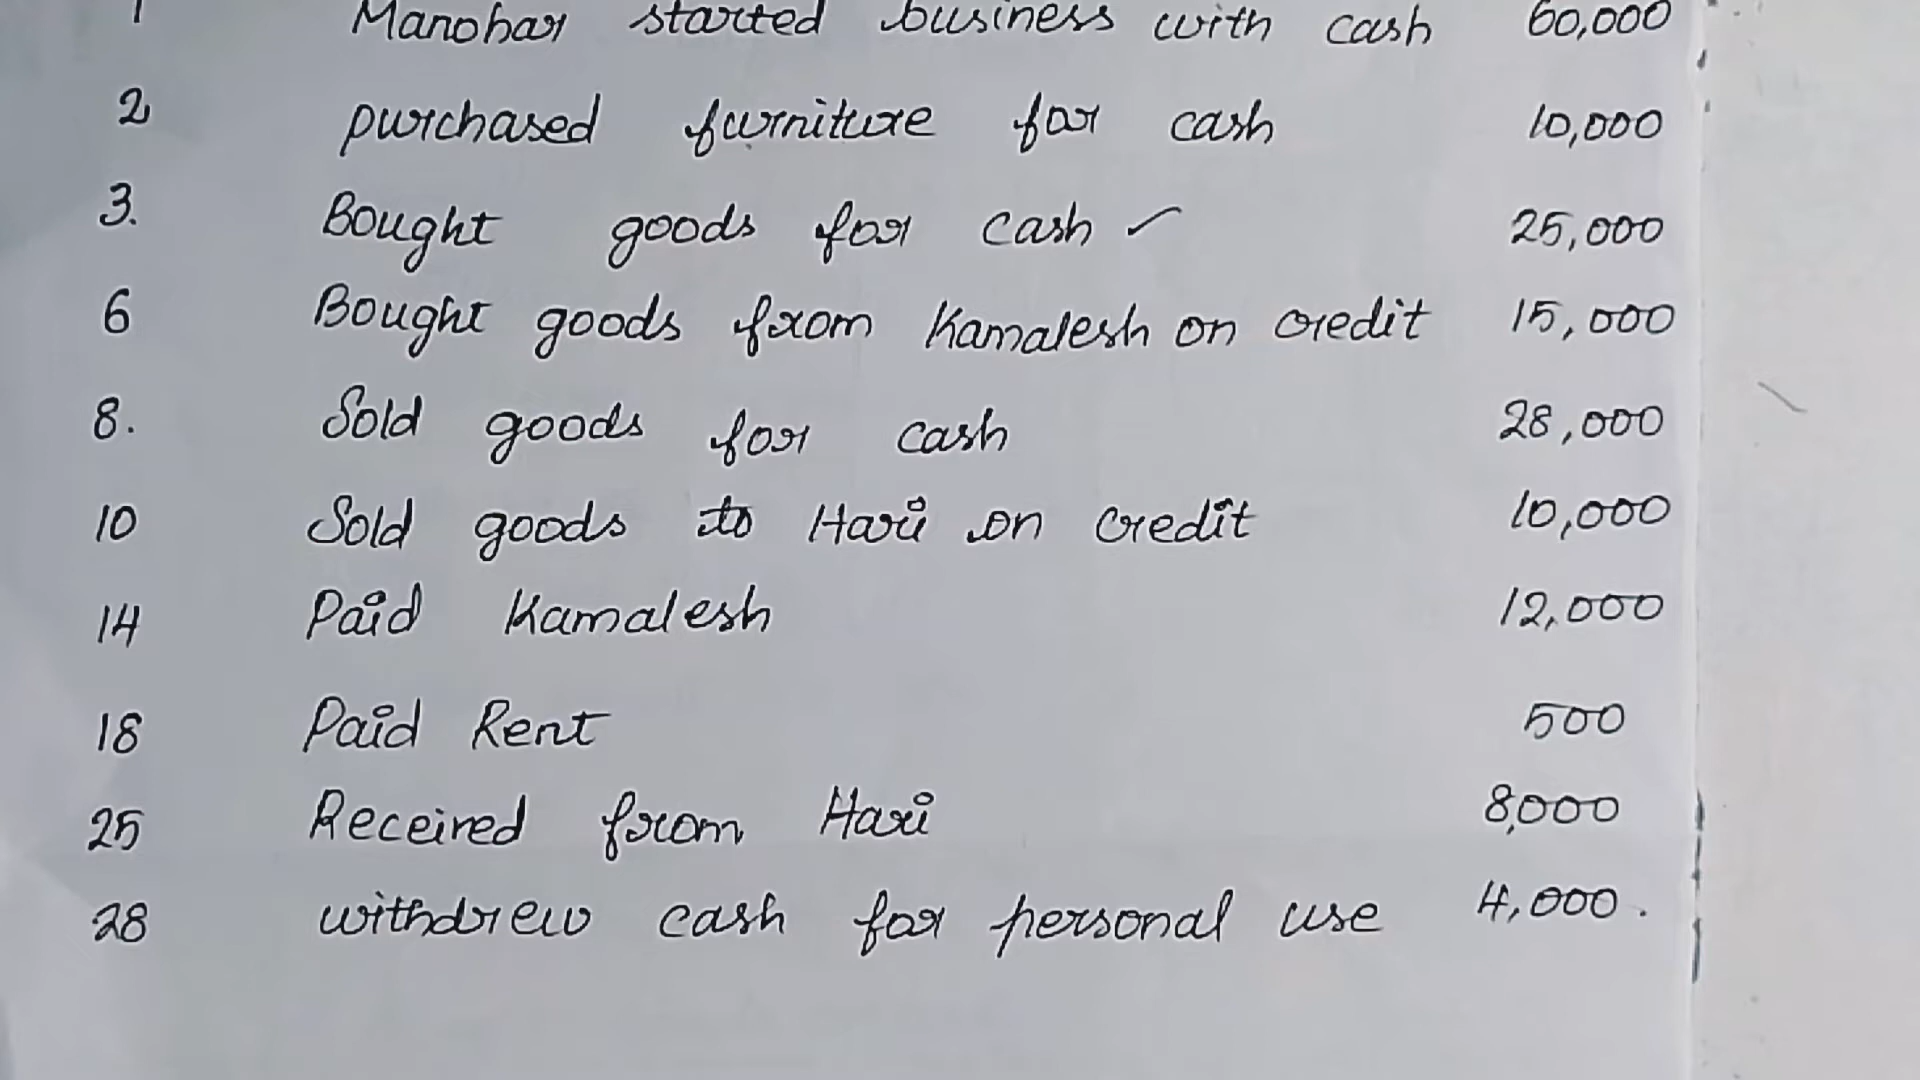 1 Manohar started business with cash 60,000
2 purchased furniture for cash 10,000
3. Bought goods for cash 25,000
6 Bought goods from Kamalesh on credit 15,000
8. Sold goods for cash 28,000
10 Sold goods to Hari on credit 10,000
14 Paid Kamalesh 12,000
18 Paid Rent 500
25 Received from Hari 8,000
28 withdrew cash for personal use 4,000.